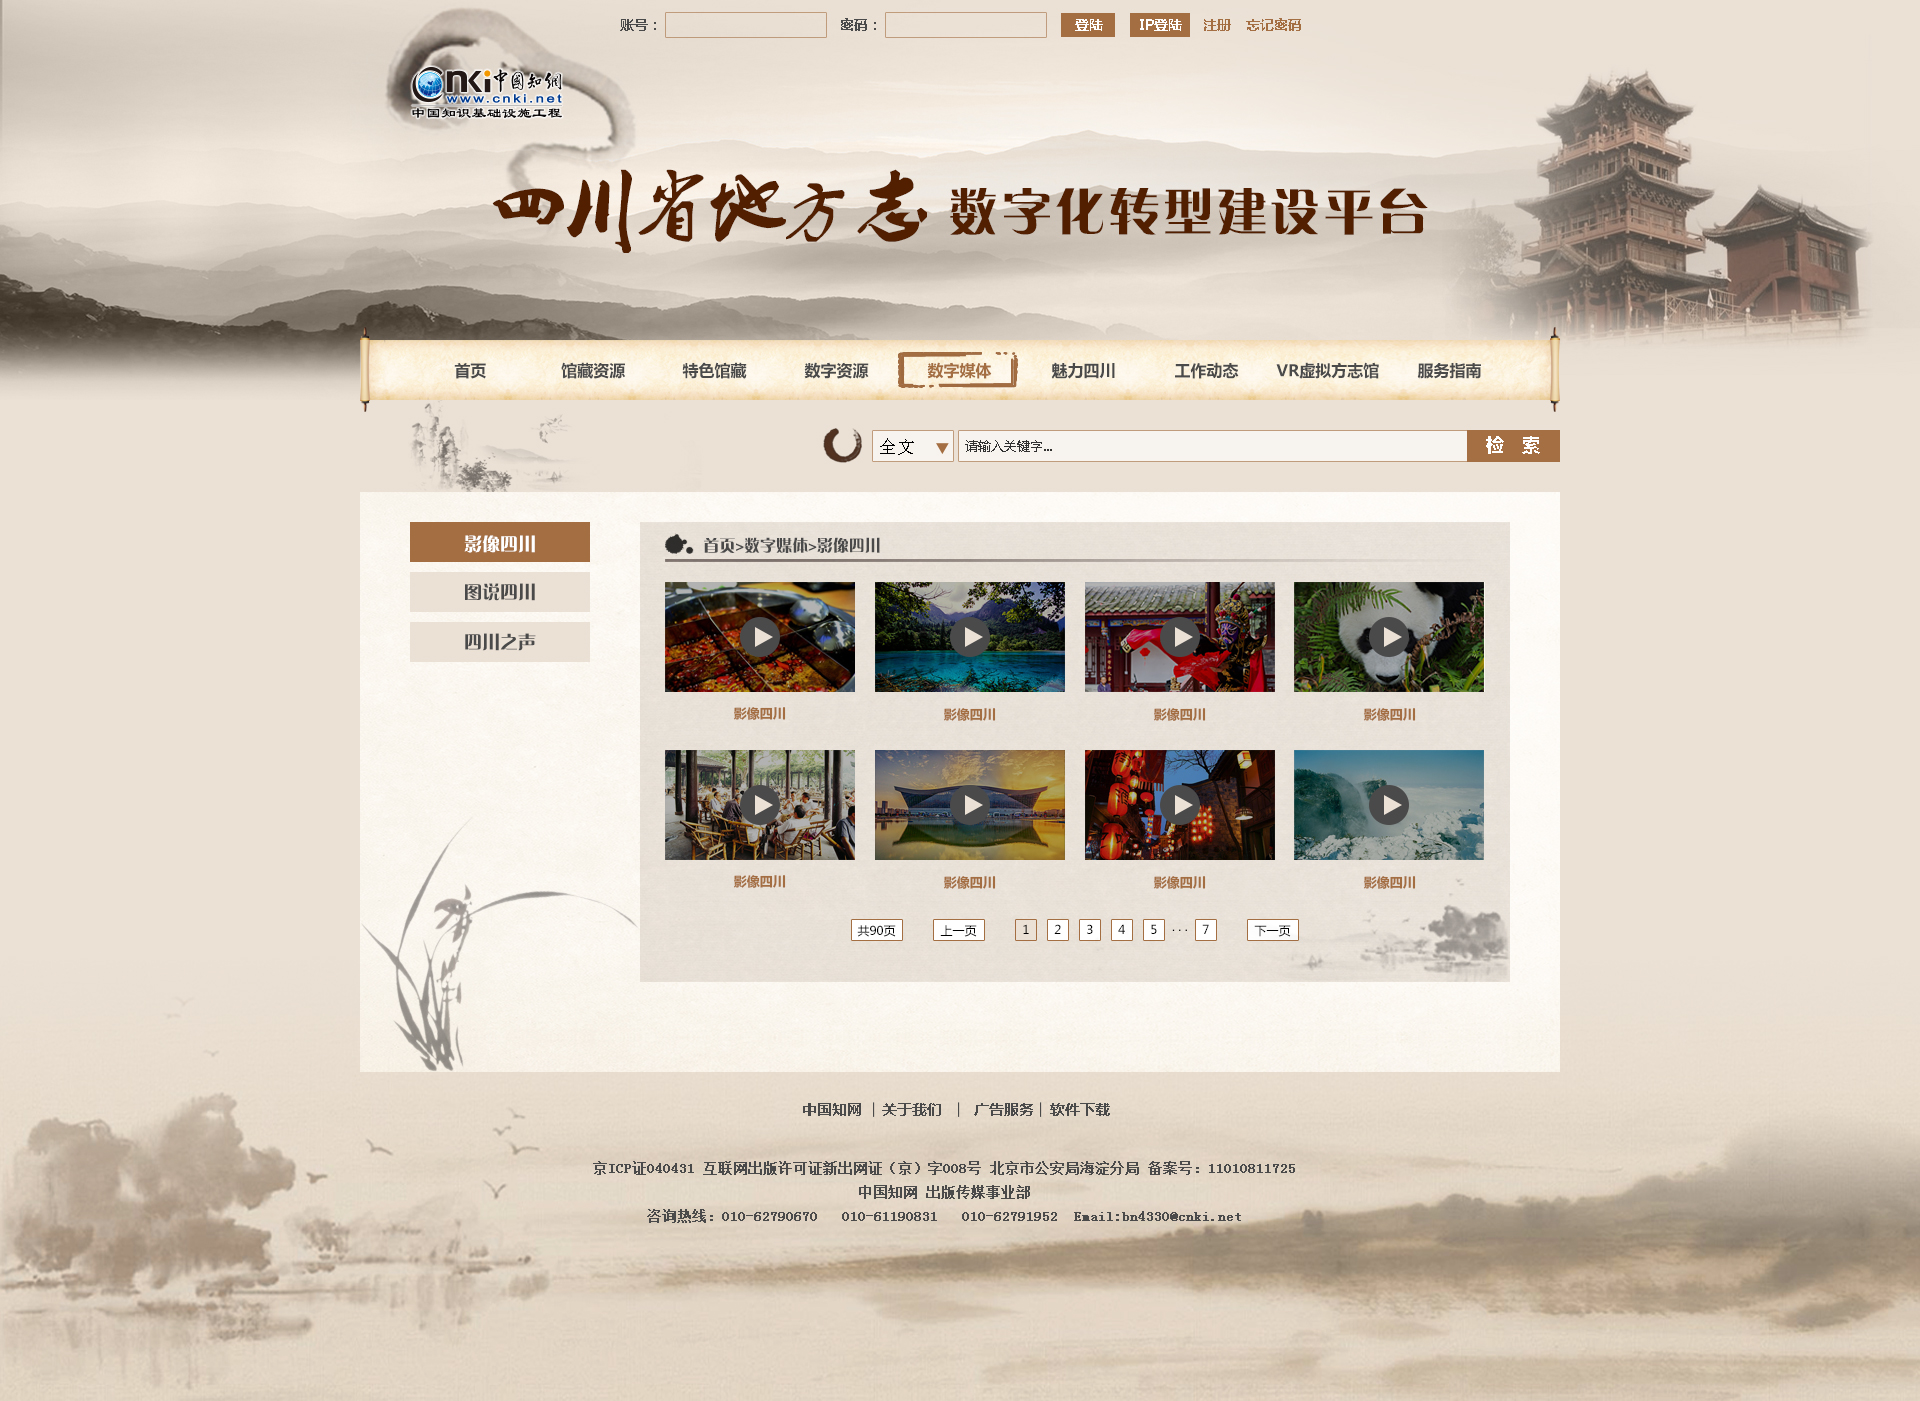 账号： 密码： 登陆 IP登陆 注册 忘记密码
Cnki中国知网
www.cnki.net
中国知识基础设施工程
四川省地方志 数字化转型建设平台
首页 馆藏资源 特色馆藏 数字资源 数字媒体 魅力四川 工作动态 VR虚拟方志馆 服务指南
全文 请输入关键字... 检 索
影像四川
图说四川
四川之声
首页>数字媒体>影像四川
影像四川 影像四川 影像四川 影像四川
影像四川 影像四川 影像四川 影像四川
共90页 上一页 1 2 3 4 5 ··· 7 下一页
中国知网 ｜关于我们 ｜ 广告服务｜软件下载
京ICP证040431 互联网出版许可证新出网证（京）字008号 北京市公安局海淀分局 备案号：11010811725
中国知网 出版传媒事业部
咨询热线：010-62790670 010-61190831 010-62791952 Email:bn4330@cnki.net